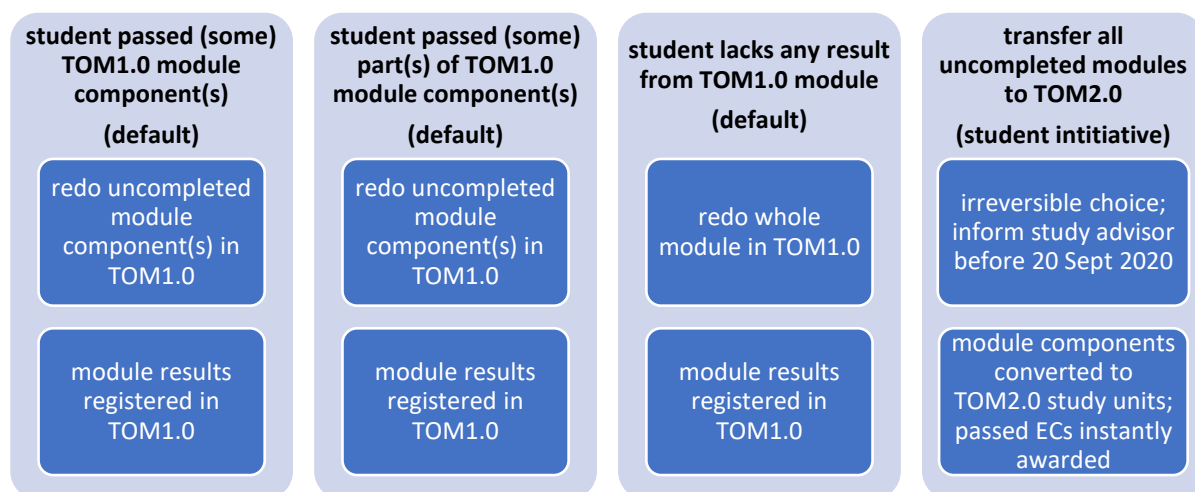 student passed (some)
TOM1.0 module
component(s)
(default)
redo uncompleted
module
component(s) in
TOM1.0
module results
registered in
TOM1.0
student passed (some)
part(s) of TOM1.0
module component(s)
(default)
redo uncompleted
module
component(s) in
TOM1.0
module results
registered in
TOM1.0
student lacks any result
from TOM1.0 module
(default)
redo whole
module in TOM1.0
module results
registered in
TOM1.0
transfer all
uncompleted modules
to TOM2.0
(student intitiative)
irreversible choice;
inform study advisor
before 20 Sept 2020
module components
converted to
TOM2.0 study units;
passed ECs instantly
awarded